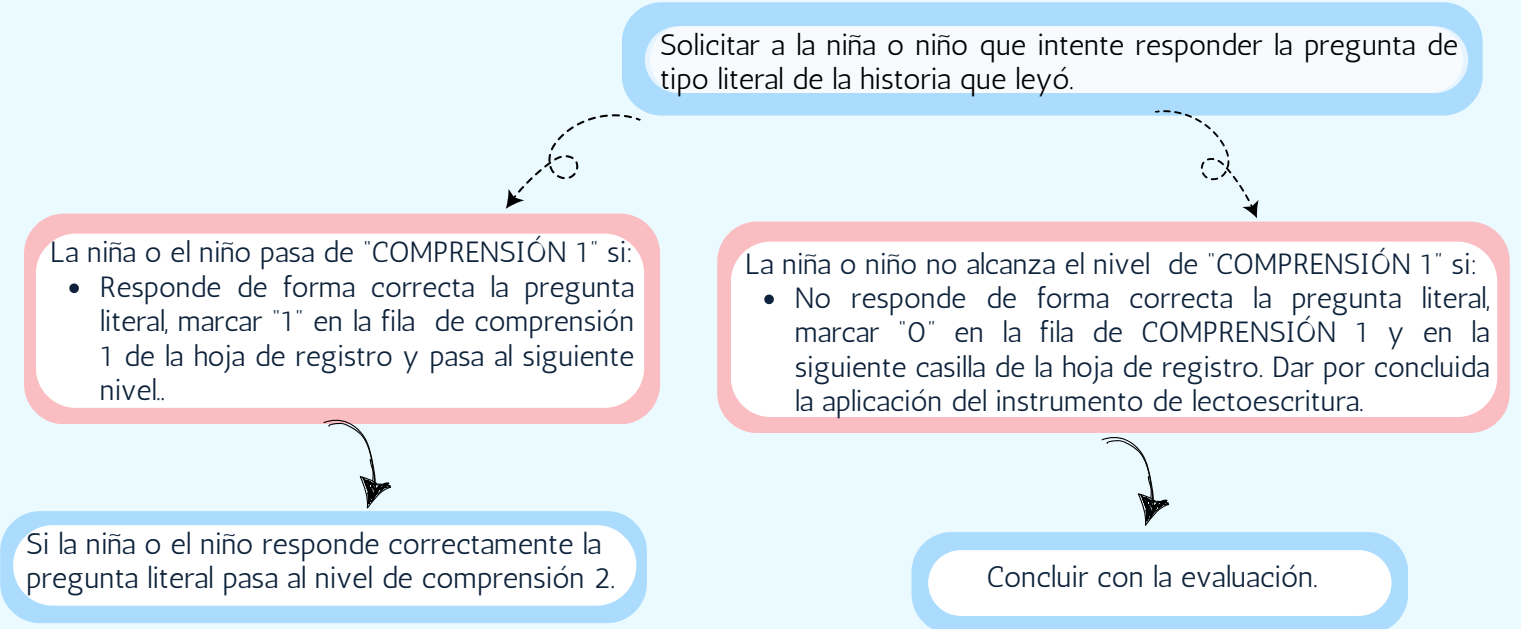 Solicitar a la niña o niño que intente responder la pregunta de
tipo literal de la historia que leyó.
La niña o el niño pasa de "COMPRENSIÓN 1" si:
• Responde de forma correcta la pregunta
literal, marcar "1" en la fila de comprensión
1 de la hoja de registro y pasa al siguiente
nivel..
La niña o niño no alcanza el nivel de "COMPRENSIÓN 1" si:
• No responde de forma correcta la pregunta literal,
marcar "0" en la fila de COMPRENSIÓN 1 y en la
siguiente casilla de la hoja de registro. Dar por concluida
la aplicación del instrumento de lectoescritura.
Si la niña o el niño responde correctamente la
pregunta literal pasa al nivel de comprensión 2.
Concluir con la evaluación.